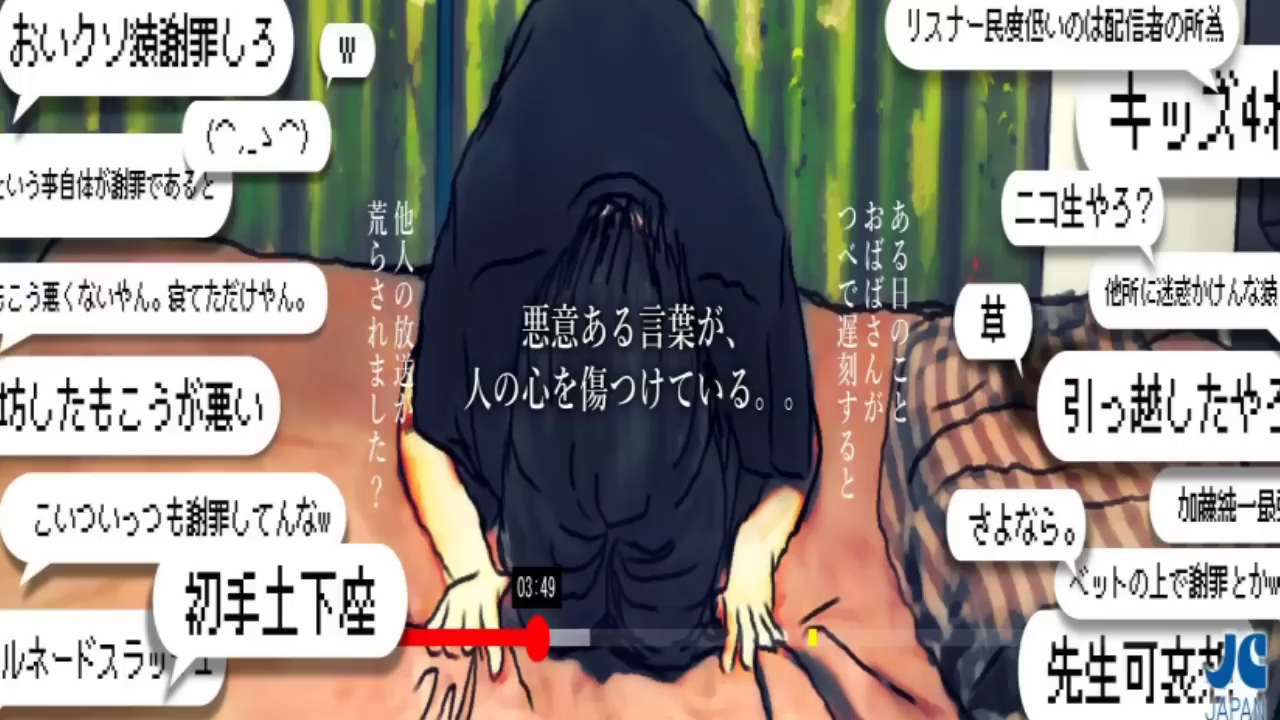 おいクソ猿謝罪しろ
w
(◠‿ゝ◠)
という事自体が謝罪であると
もこう悪くないやん。寝てただけやん。
坊したもこうが悪い
こいついっつも謝罪してんなw
初手土下座
ルネードスラッシュ
他人の放送が
荒らされました?
悪意ある言葉が、
人の心を傷つけている。。
03:49
ある日のこと
おばばさんが
つべで遅刻すると
リスナー民度低いのは配信者の所為
キッズ4ね
ニコ生やろ?
他所に迷惑かけんな猿
草
引っ越したやろ
加藤純一最強
さよなら。
ベットの上で謝罪とかw
先生可哀想
JC
JAPAN